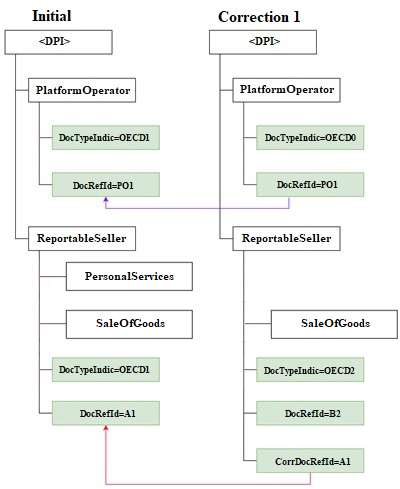 Initial
Correction 1
<DPI>
<DPI>
PlatformOperator
PlatformOperator
DocTypeIndic=OECD1
DocTypeIndic=OECD0
DocRefId=PO1
DocRefId=PO1
ReportableSeller
ReportableSeller
PersonalServices
SaleOfGoods
SaleOfGoods
DocTypeIndic=OECD1
DocTypeIndic=OECD2
DocRefId=A1
DocRefId=B2
CorrDocRefId=A1